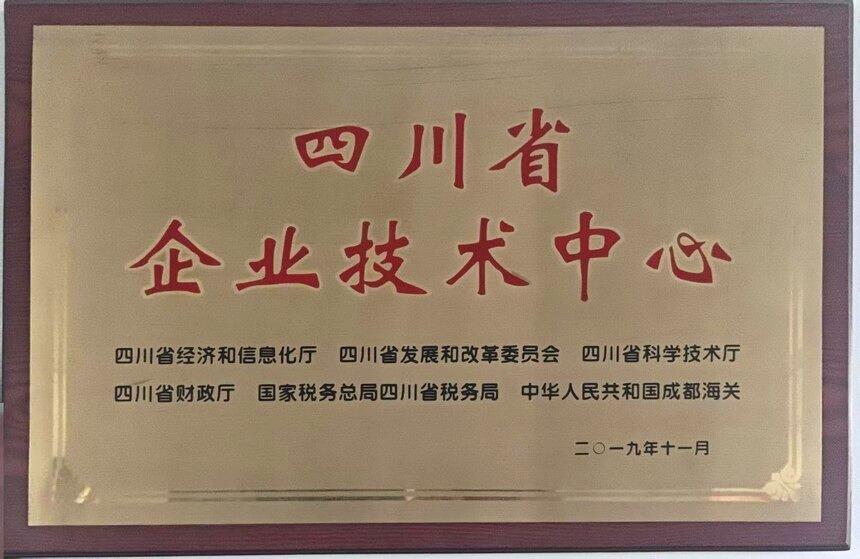 四川省
企业技术中心
四川省经济和信息化厅 四川省发展和改革委员会 四川省科学技术厅
四川省财政厅 国家税务总局四川省税务局 中华人民共和国成都海关
二〇一九年十一月